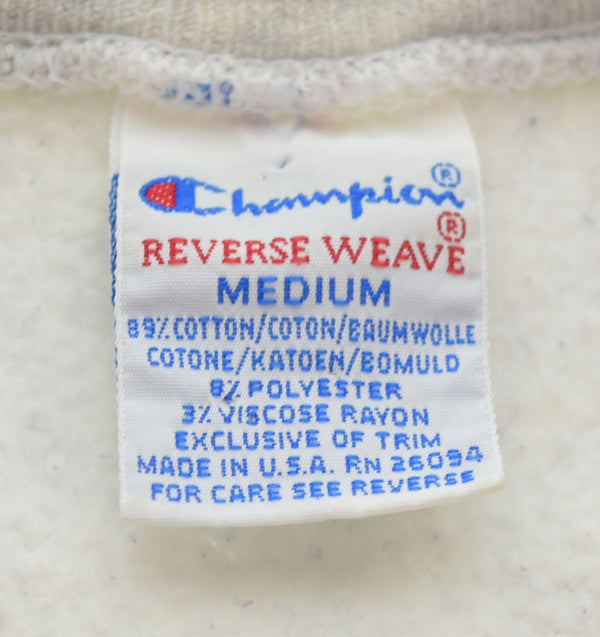 Champion®
REVERSE WEAVE®
MEDIUM
89% COTTON/COTON/BAUMWOLLE
COTONE/KATOEN/BOMULD
8% POLYESTER
3% VISCOSE RAYON
EXCLUSIVE OF TRIM
MADE IN U.S.A. RN 26094
FOR CARE SEE REVERSE